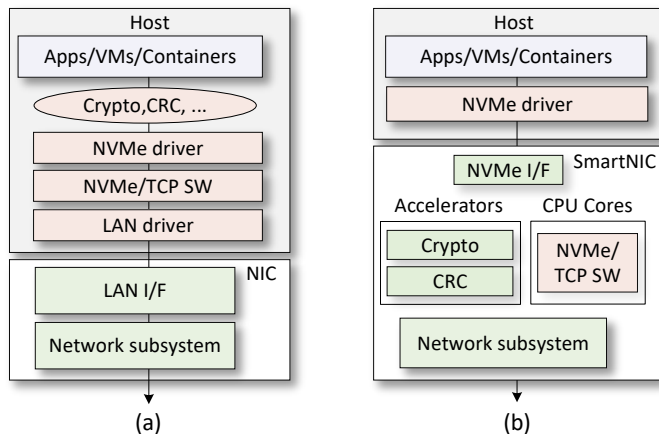 Host
Apps/VMs/Containers
Crypto,CRC, ...
NVMe driver
NVMe/TCP SW
LAN driver
NIC
LAN I/F
Network subsystem
(a)
Host
Apps/VMs/Containers
NVMe driver
SmartNIC
NVMe I/F
Accelerators
Crypto
CRC
CPU Cores
NVMe/
TCP SW
Network subsystem
(b)